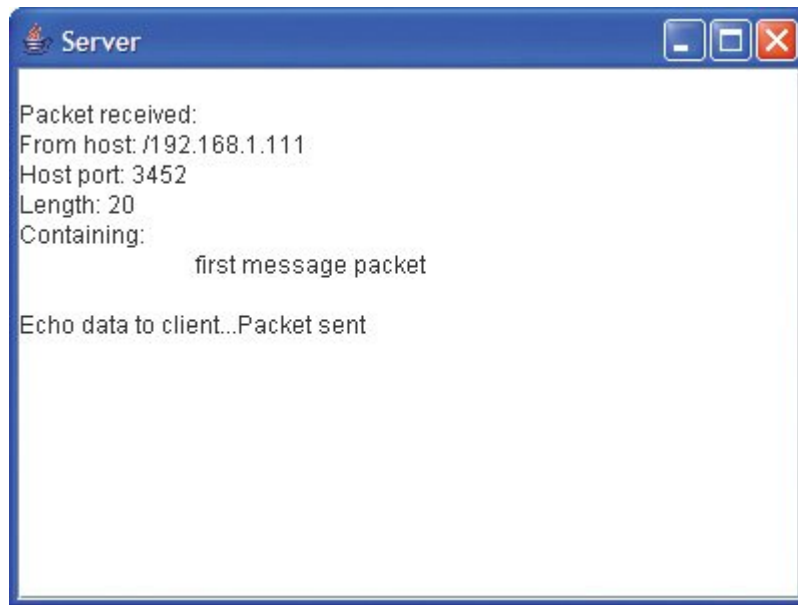 Server
Packet received:
From host: /192.168.1.111
Host port: 3452
Length: 20
Containing:
first message packet
Echo data to client...Packet sent